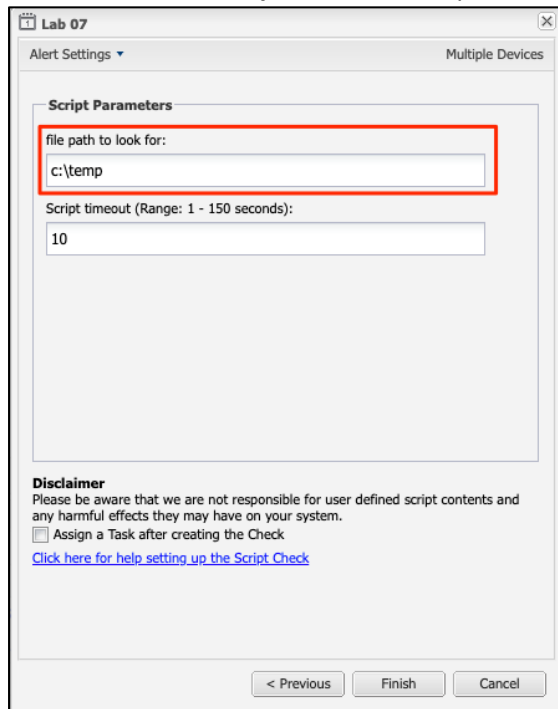 1 Lab 07
Alert Settings Multiple Devices
Script Parameters
file path to look for:
c:\temp
Script timeout (Range: 1 - 150 seconds):
10
Disclaimer
Please be aware that we are not responsible for user defined script contents and
any harmful effects they may have on your system.
Assign a Task after creating the Check
Click here for help setting up the Script Check
< Previous Finish Cancel